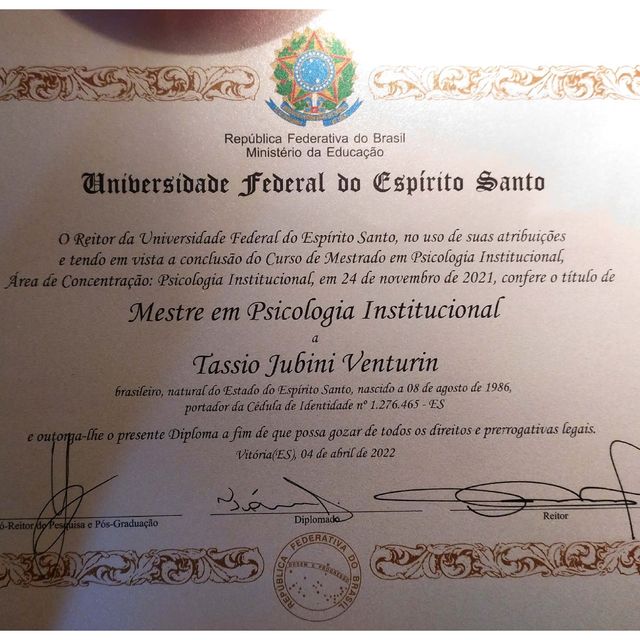 República Federativa do Brasil
Ministério da Educação
Universidade Federal do Espírito Santo
O Reitor da Universidade Federal do Espírito Santo, no uso de suas atribuições
e tendo em vista a conclusão do Curso de Mestrado em Psicologia Institucional,
Área de Concentração: Psicologia Institucional, em 24 de novembro de 2021, confere o título de
Mestre em Psicologia Institucional
a
Tassio Jubini Venturin
brasileiro, natural do Estado do Espírito Santo, nascido a 08 de agosto de 1986,
portador da Cédula de Identidade nº 1.276.465 - ES
e outorga-lhe o presente Diploma a fim de que possa gozar de todos os direitos e prerrogativas legais.
Vitória(ES), 04 de abril de 2022
ó-Reitor de Pesquisa e Pós-Graduação
Diplomado
Reitor
REPÚBLICA FEDERATIVA DO BRASIL
ORDEM E PROGRESSO